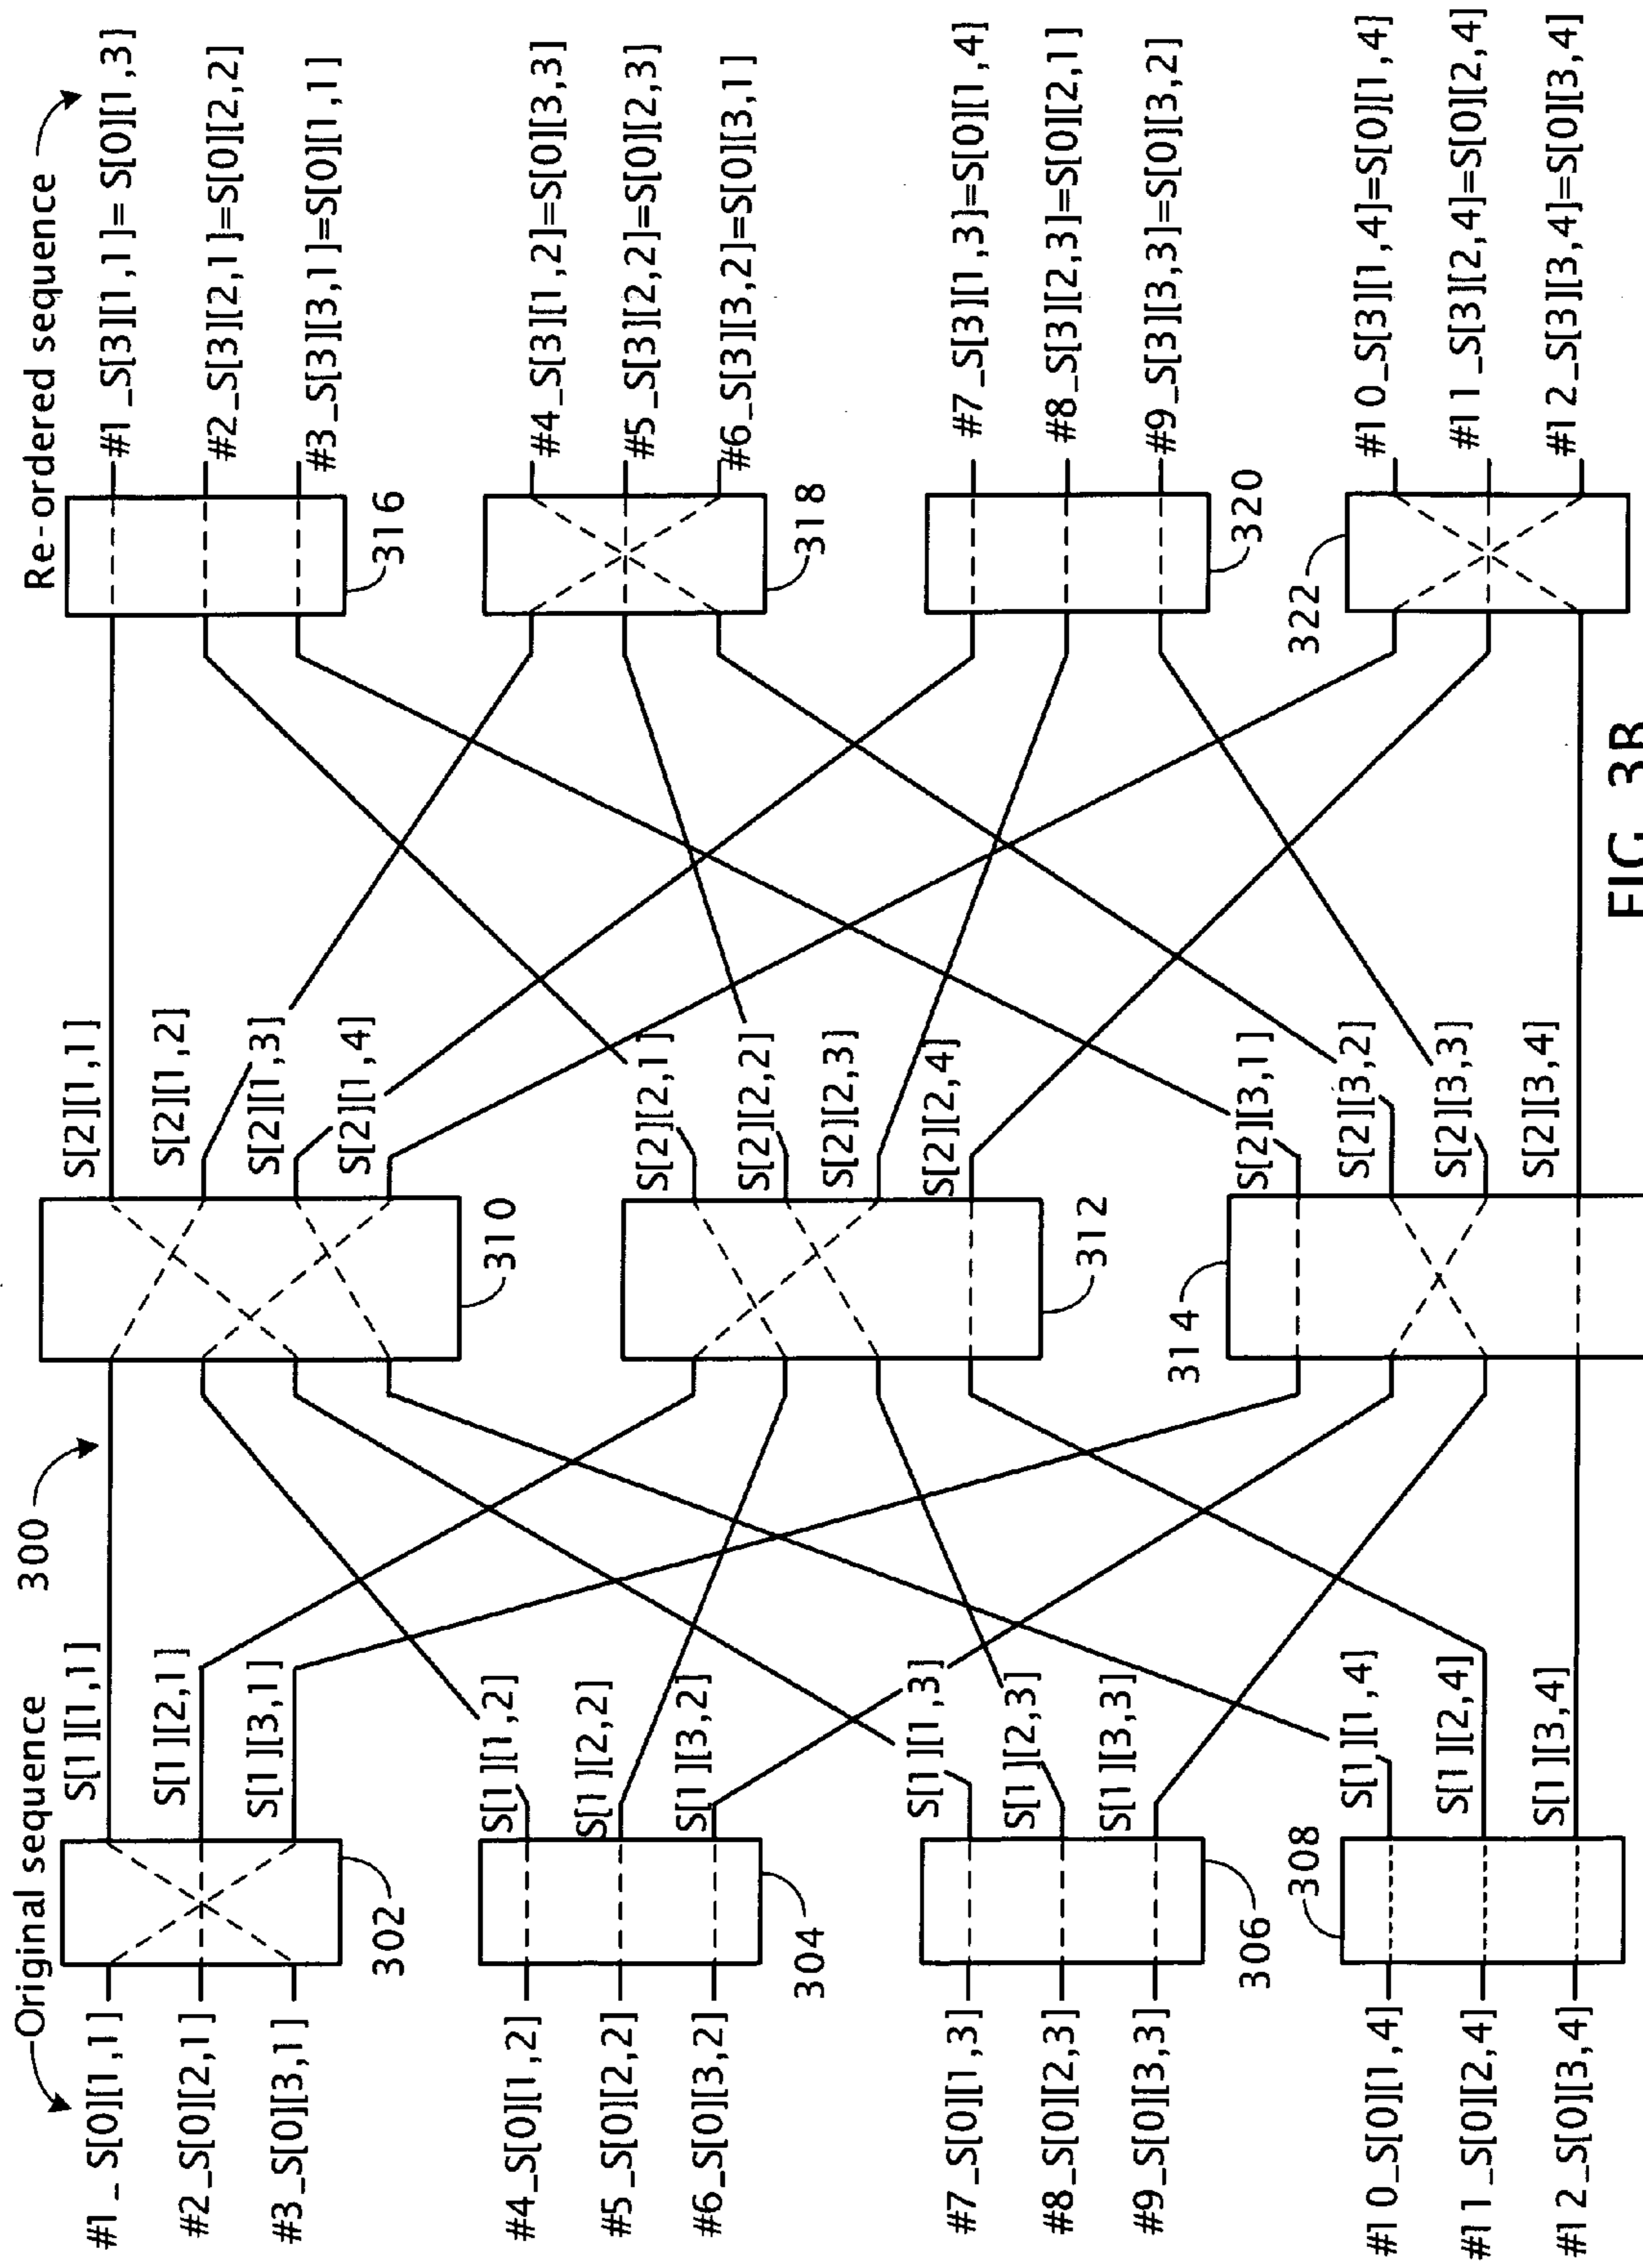 Original sequence
300
Re-ordered sequence
#1_S[0][1,1]
#2_S[0][2,1]
#3_S[0][3,1]
302
#4_S[0][1,2]
#5_S[0][2,2]
#6_S[0][3,2]
304
#7_S[0][1,3]
#8_S[0][2,3]
#9_S[0][3,3]
306
#10_S[0][1,4]
#11_S[0][2,4]
#12_S[0][3,4]
308
S[1][1,1]
S[1][2,1]
S[1][3,1]
S[1][1,2]
S[1][2,2]
S[1][3,2]
S[1][1,3]
S[1][2,3]
S[1][3,3]
S[1][1,4]
S[1][2,4]
S[1][3,4]
310
312
314
S[2][1,1]
S[2][1,2]
S[2][1,3]
S[2][1,4]
S[2][2,1]
S[2][2,2]
S[2][2,3]
S[2][2,4]
S[2][3,1]
S[2][3,2]
S[2][3,3]
S[2][3,4]
316
318
320
322
#1_S[3][1,1]= S[0][1,3]
#2_S[3][2,1]=S[0][2,2]
#3_S[3][3,1]=S[0][1,1]
#4_S[3][1,2]=S[0][3,3]
#5_S[3][2,2]=S[0][2,3]
#6_S[3][3,2]=S[0][3,1]
#7_S[3][1,3]=S[0][1,4]
#8_S[3][2,3]=S[0][2,1]
#9_S[3][3,3]=S[0][3,2]
#10_S[3][1,4]=S[0][1,4]
#11_S[3][2,4]=S[0][2,4]
#12_S[3][3,4]=S[0][3,4]
FIG. 3B